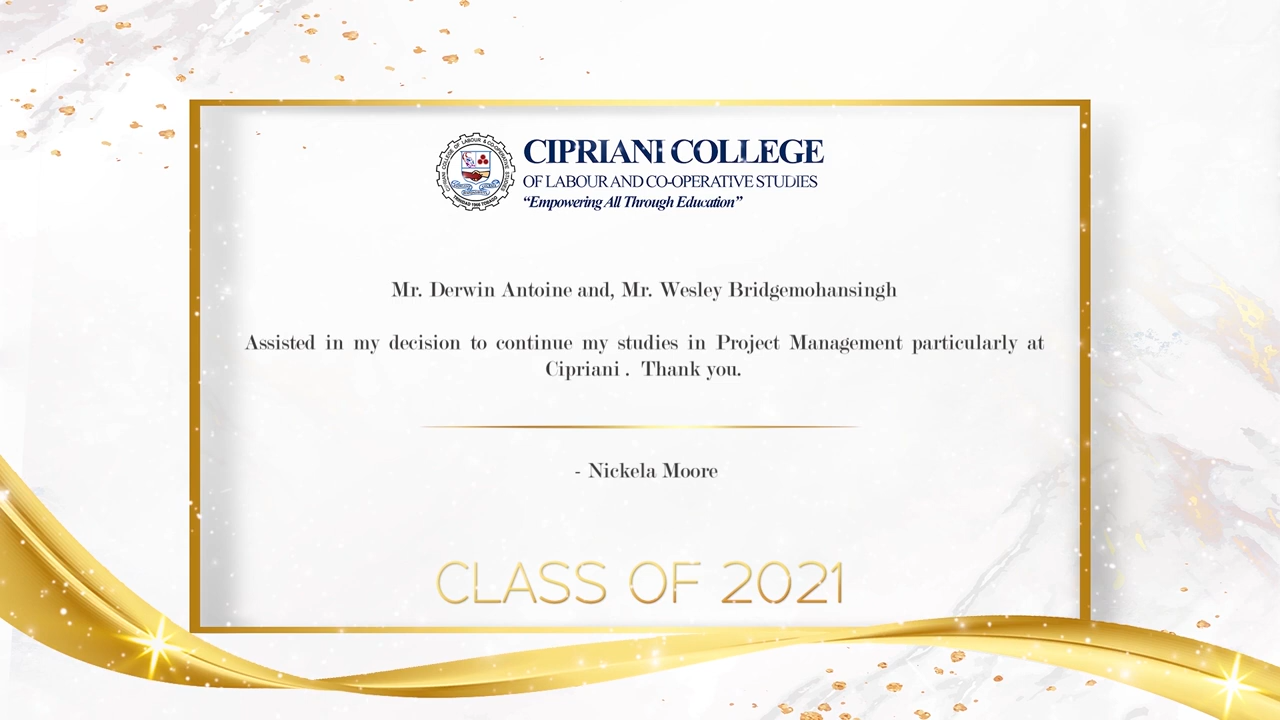 CIPRIANI COLLEGE
OF LABOUR AND CO-OPERATIVE STUDIES
“Empowering All Through Education”
Mr. Derwin Antoine and, Mr. Wesley Bridgemohansingh
Assisted in my decision to continue my studies in Project Management particularly at
Cipriani . Thank you.
- Nickela Moore
CLASS OF 2021